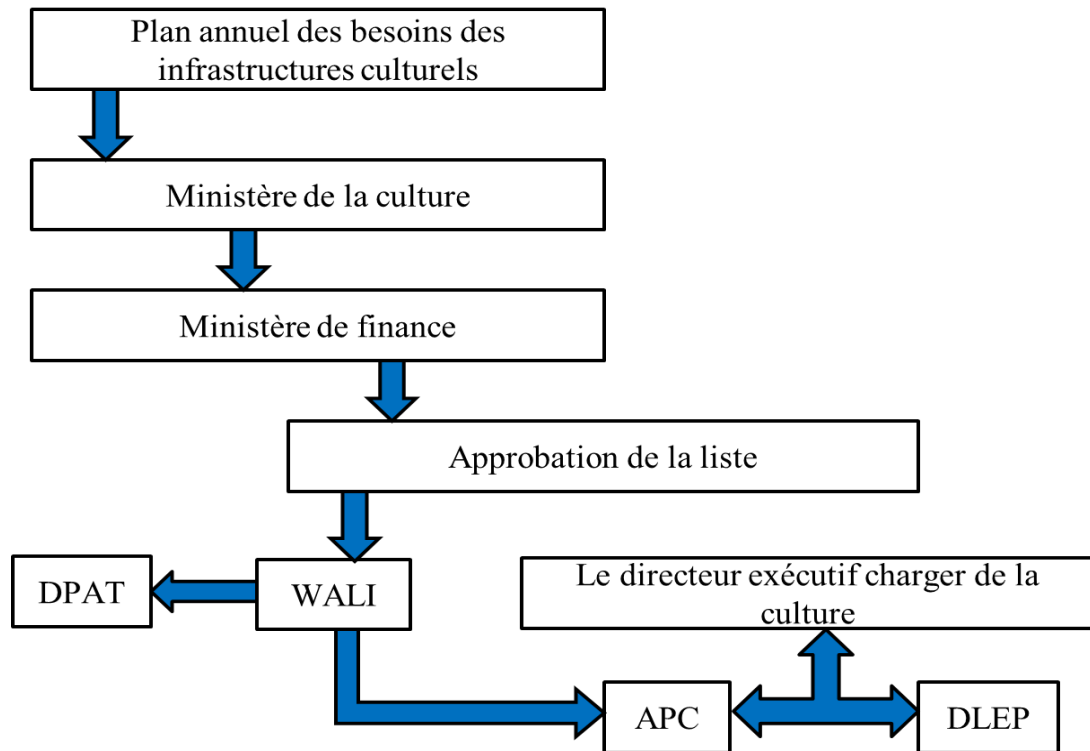 Plan annuel des besoins des
infrastructures culturels
Ministère de la culture
Ministère de finance
Approbation de la liste
DPAT
WALI
Le directeur exécutif charger de la
culture
APC
DLEP